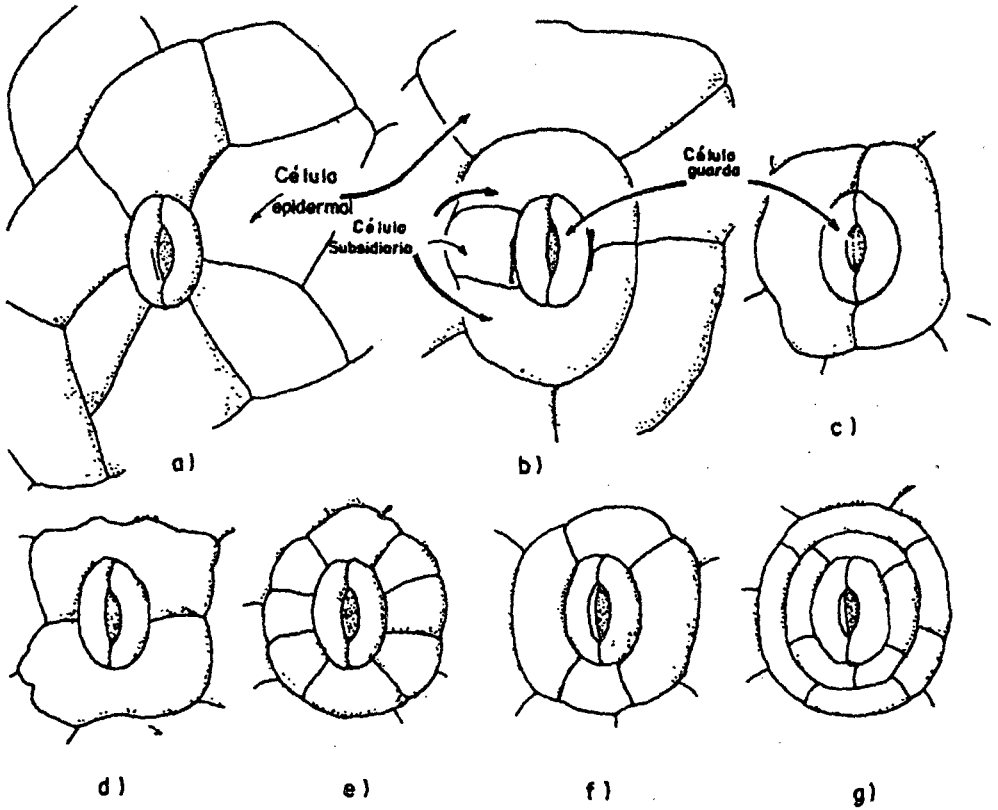 Célula
epidermal
Célula
Subsidiaria
Célula
guarda
a)
b)
c)
d)
e)
f)
g)